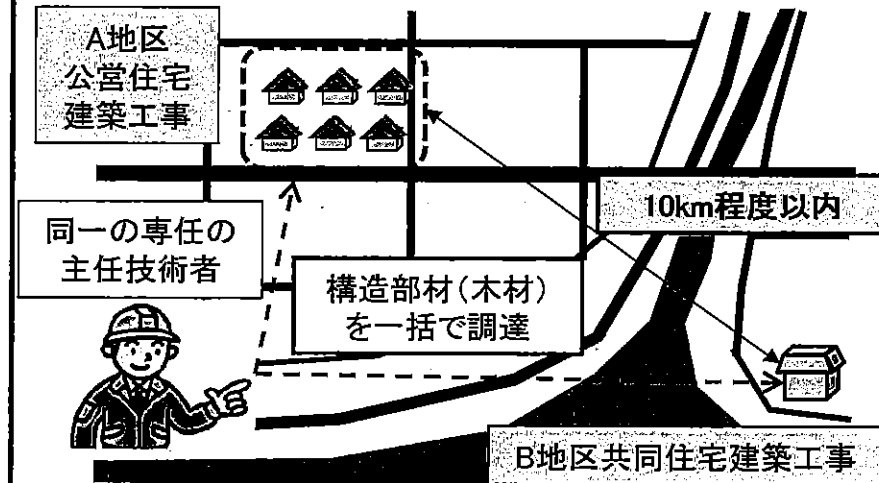 A地区
公営住宅
建築工事
10km程度以内
同一の専任の
主任技術者
構造部材(木材)
を一括で調達
B地区共同住宅建築工事